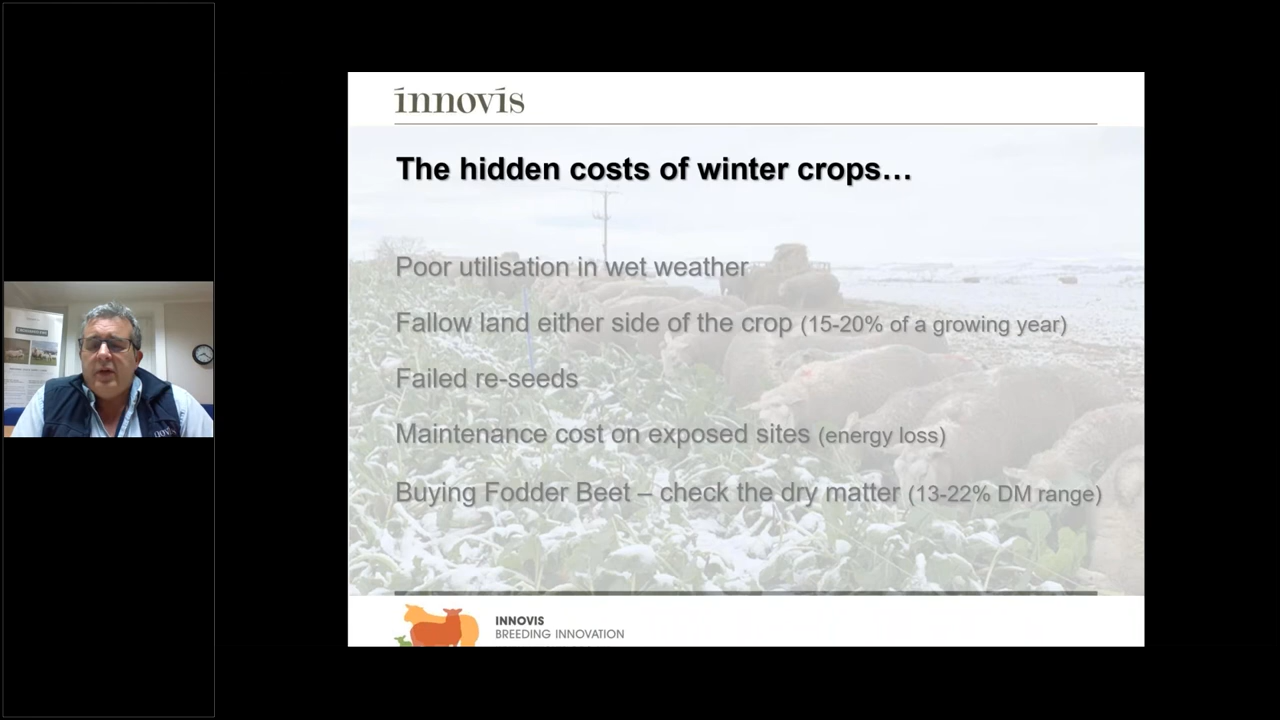 innovis
The hidden costs of winter crops…
Poor utilisation in wet weather
Fallow land either side of the crop (15-20% of a growing year)
Failed re-seeds
Maintenance cost on exposed sites (energy loss)
Buying Fodder Beet – check the dry matter (13-22% DM range)
INNOVIS
BREEDING INNOVATION